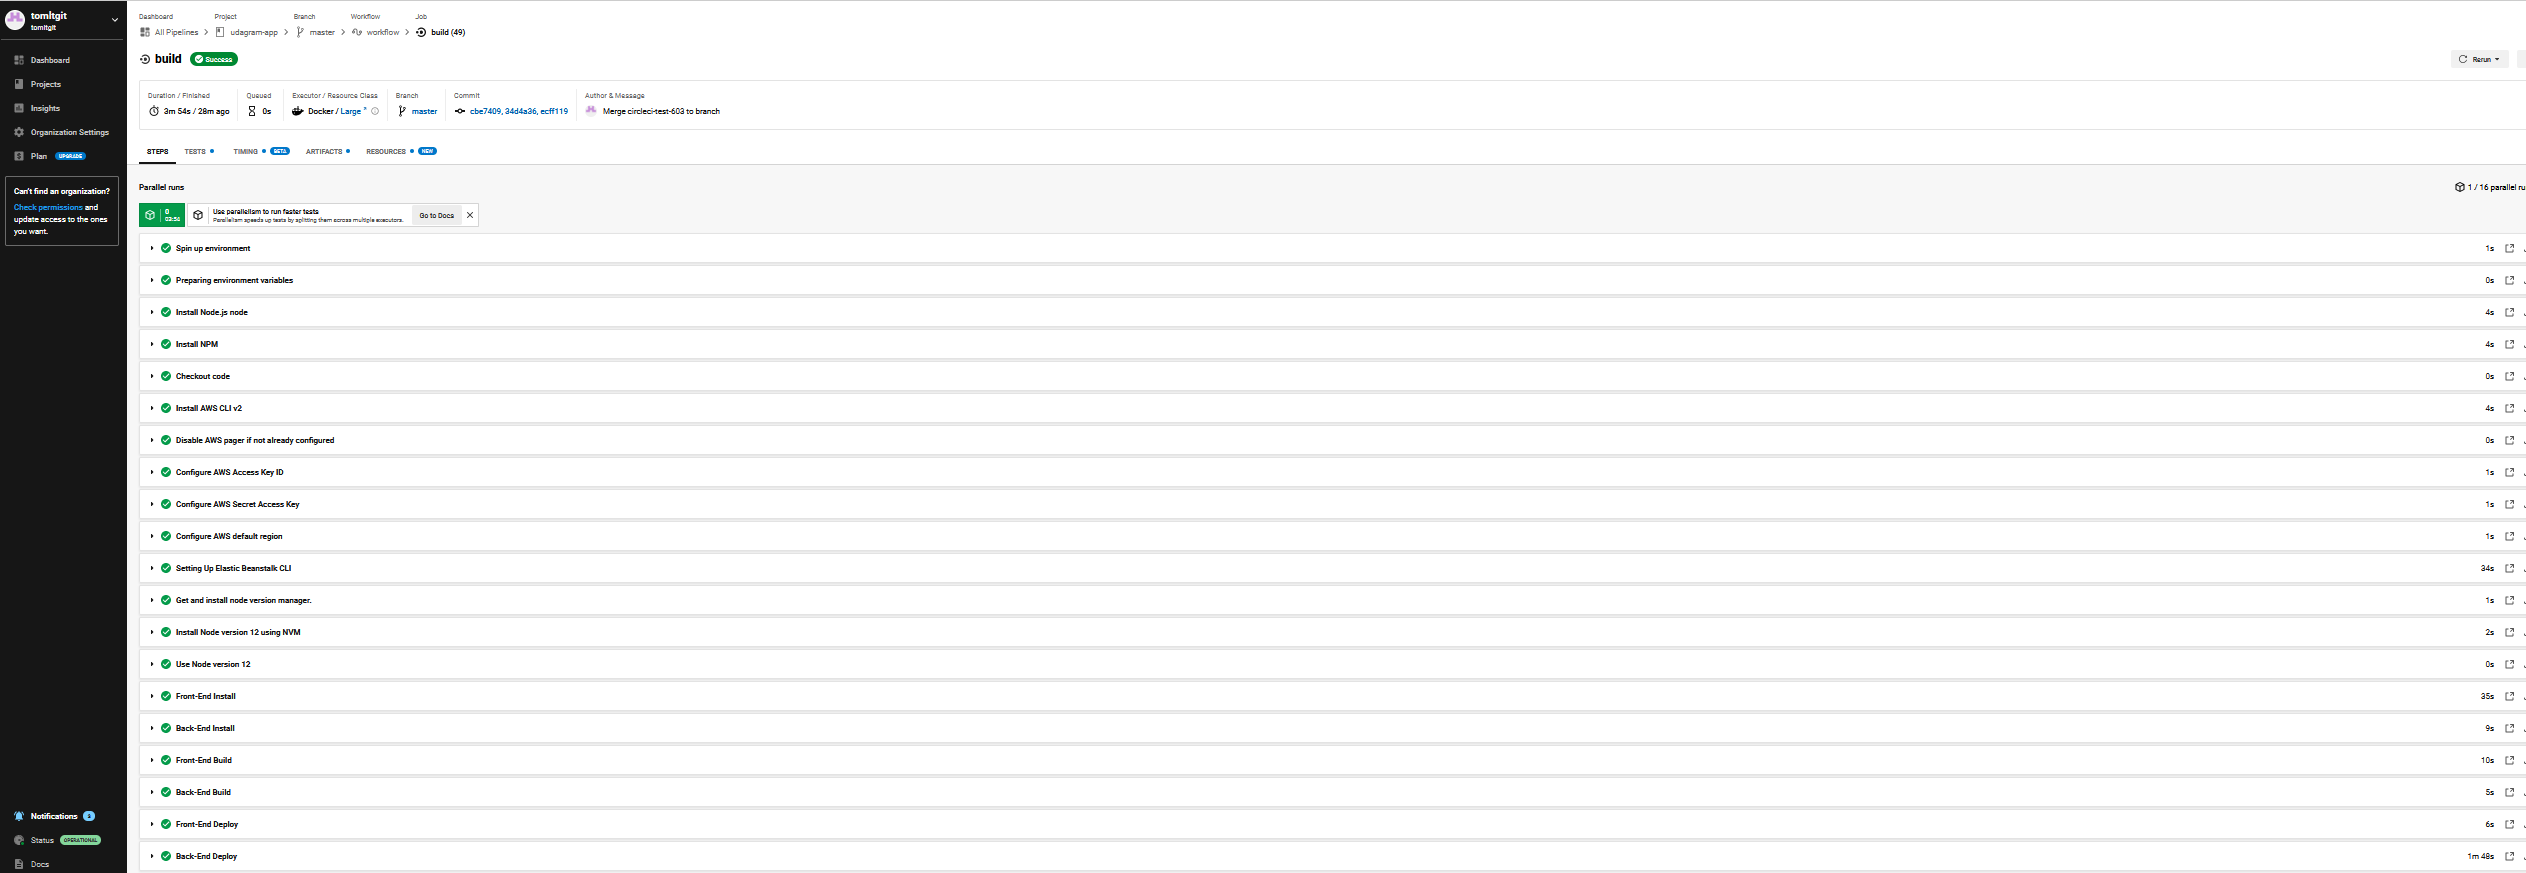 tomltgit
tomltgit
Dashboard
Projects
Insights
Organization Settings
Plan UPGRADE
Can't find an organization?
Check permissions and
update access to the ones
you want.
Notifications
Status OPERATIONAL
Docs
Dashboard Project Branch Workflow Job
All Pipelines udagram-app master workflow build (49)
build Success
Rerun
Duration / Finished Queued Executor / Resource Class Branch Commit Author & Message
3m 54s / 28m ago 0s Docker / Large master cbe7409, 34d4a36, ecff119 Merge circleci-test-603 to branch
STEPS TESTS TIMING BETA ARTIFACTS RESOURCES NEW
Parallel runs
1 / 16 parallel ru
0
03:54
Use parallelism to run faster tests
Parallelism speeds up tests by splitting them across multiple executors.
Go to Docs
Spin up environment 1s
Preparing environment variables 0s
Install Node.js node 4s
Install NPM 4s
Checkout code 0s
Install AWS CLI v2 4s
Disable AWS pager if not already configured 0s
Configure AWS Access Key ID 1s
Configure AWS Secret Access Key 1s
Configure AWS default region 1s
Setting Up Elastic Beanstalk CLI 34s
Get and install node version manager. 1s
Install Node version 12 using NVM 2s
Use Node version 12 0s
Front-End Install 35s
Back-End Install 9s
Front-End Build 10s
Back-End Build 5s
Front-End Deploy 6s
Back-End Deploy 1m 48s